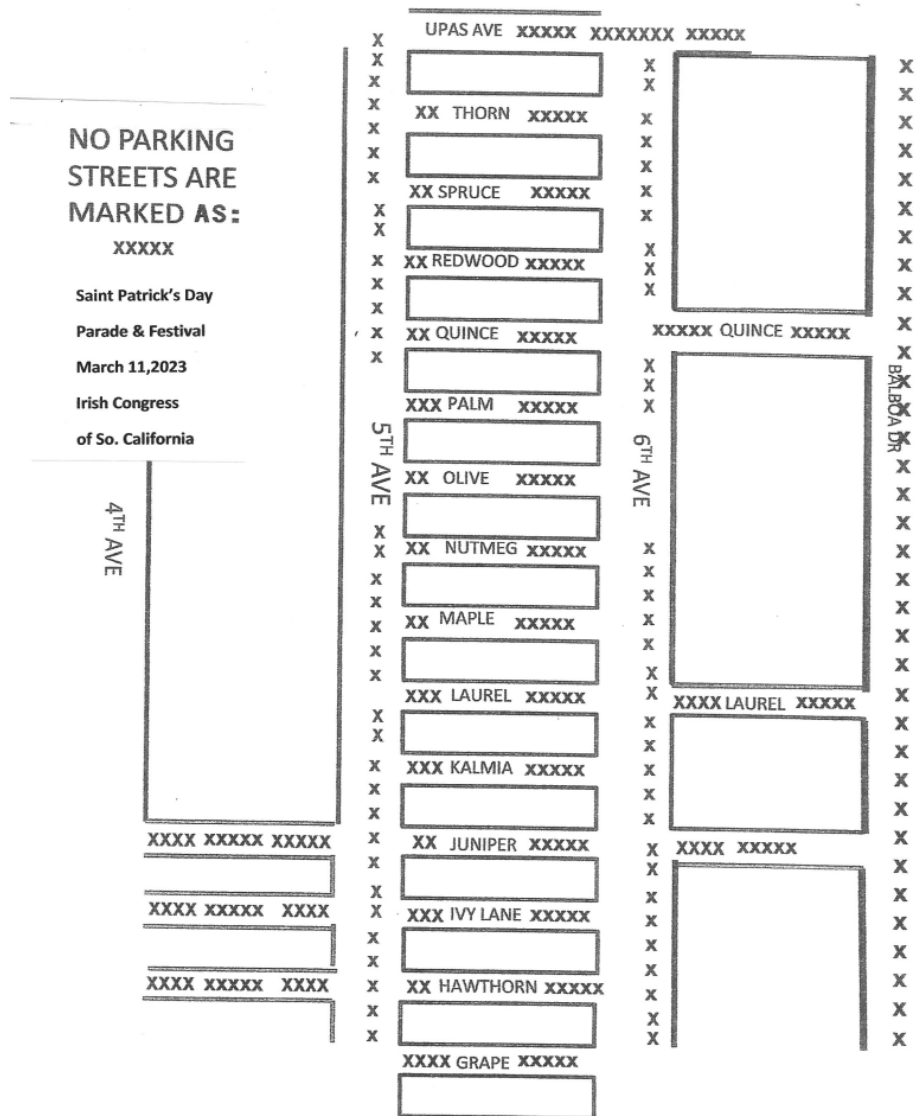 UPAS AVE XXXXX XXXXXXX XXXXX
NO PARKING
STREETS ARE
MARKED AS:
XXXXX
Saint Patrick's Day
Parade & Festival
March 11,2023
Irish Congress
of So. California
XX THORN XXXXX
XX SPRUCE XXXXX
XX REDWOOD XXXXX
XX QUINCE XXXXX
XXXXX QUINCE XXXXX
XXX PALM XXXXX
4TH AVE
5TH AVE
6TH AVE
BALBOA DR
XX OLIVE XXXXX
XX NUTMEG XXXXX
XX MAPLE XXXXX
XXX LAUREL XXXXX
XXXX LAUREL XXXXX
XXX KALMIA XXXXX
XXXX XXXXX XXXXX
XX JUNIPER XXXXX
XXXX XXXXX
XXXX XXXXX XXXX
XXX IVY LANE XXXXX
XXXX XXXXX XXXX
XX HAWTHORN XXXXX
XXXX GRAPE XXXXX